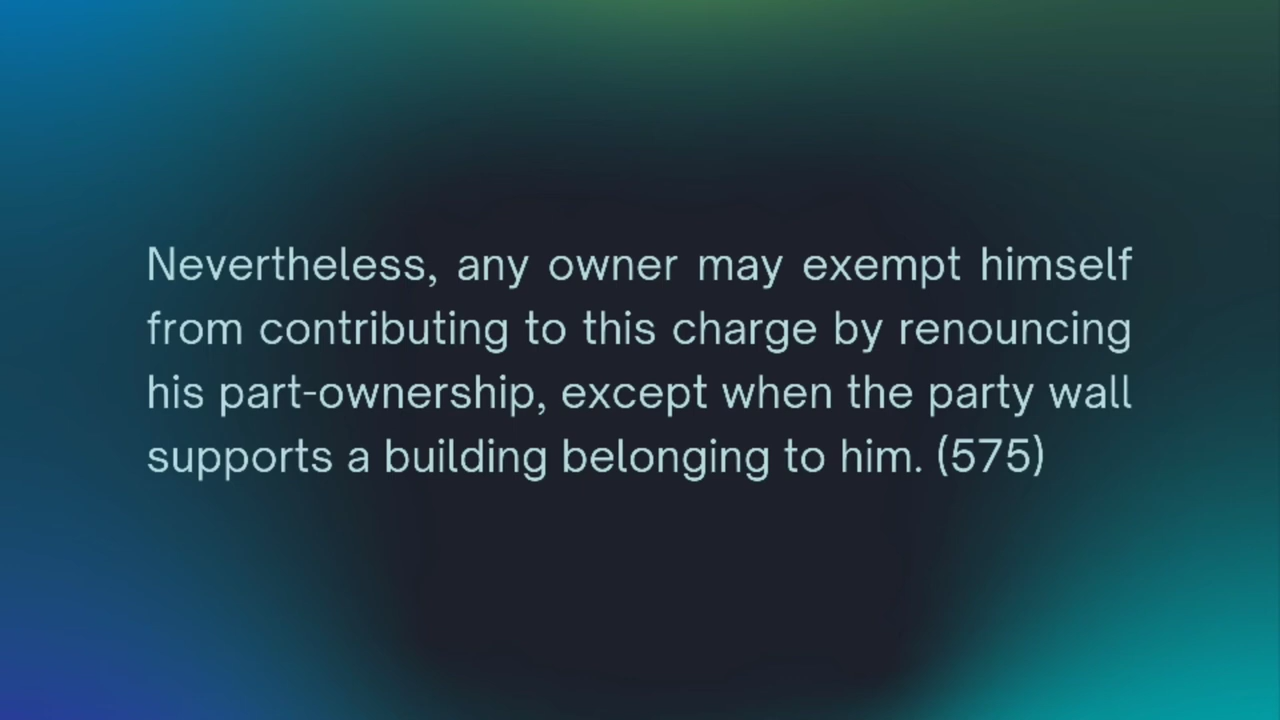 Nevertheless, any owner may exempt himself
from contributing to this charge by renouncing
his part-ownership, except when the party wall
supports a building belonging to him. (575)